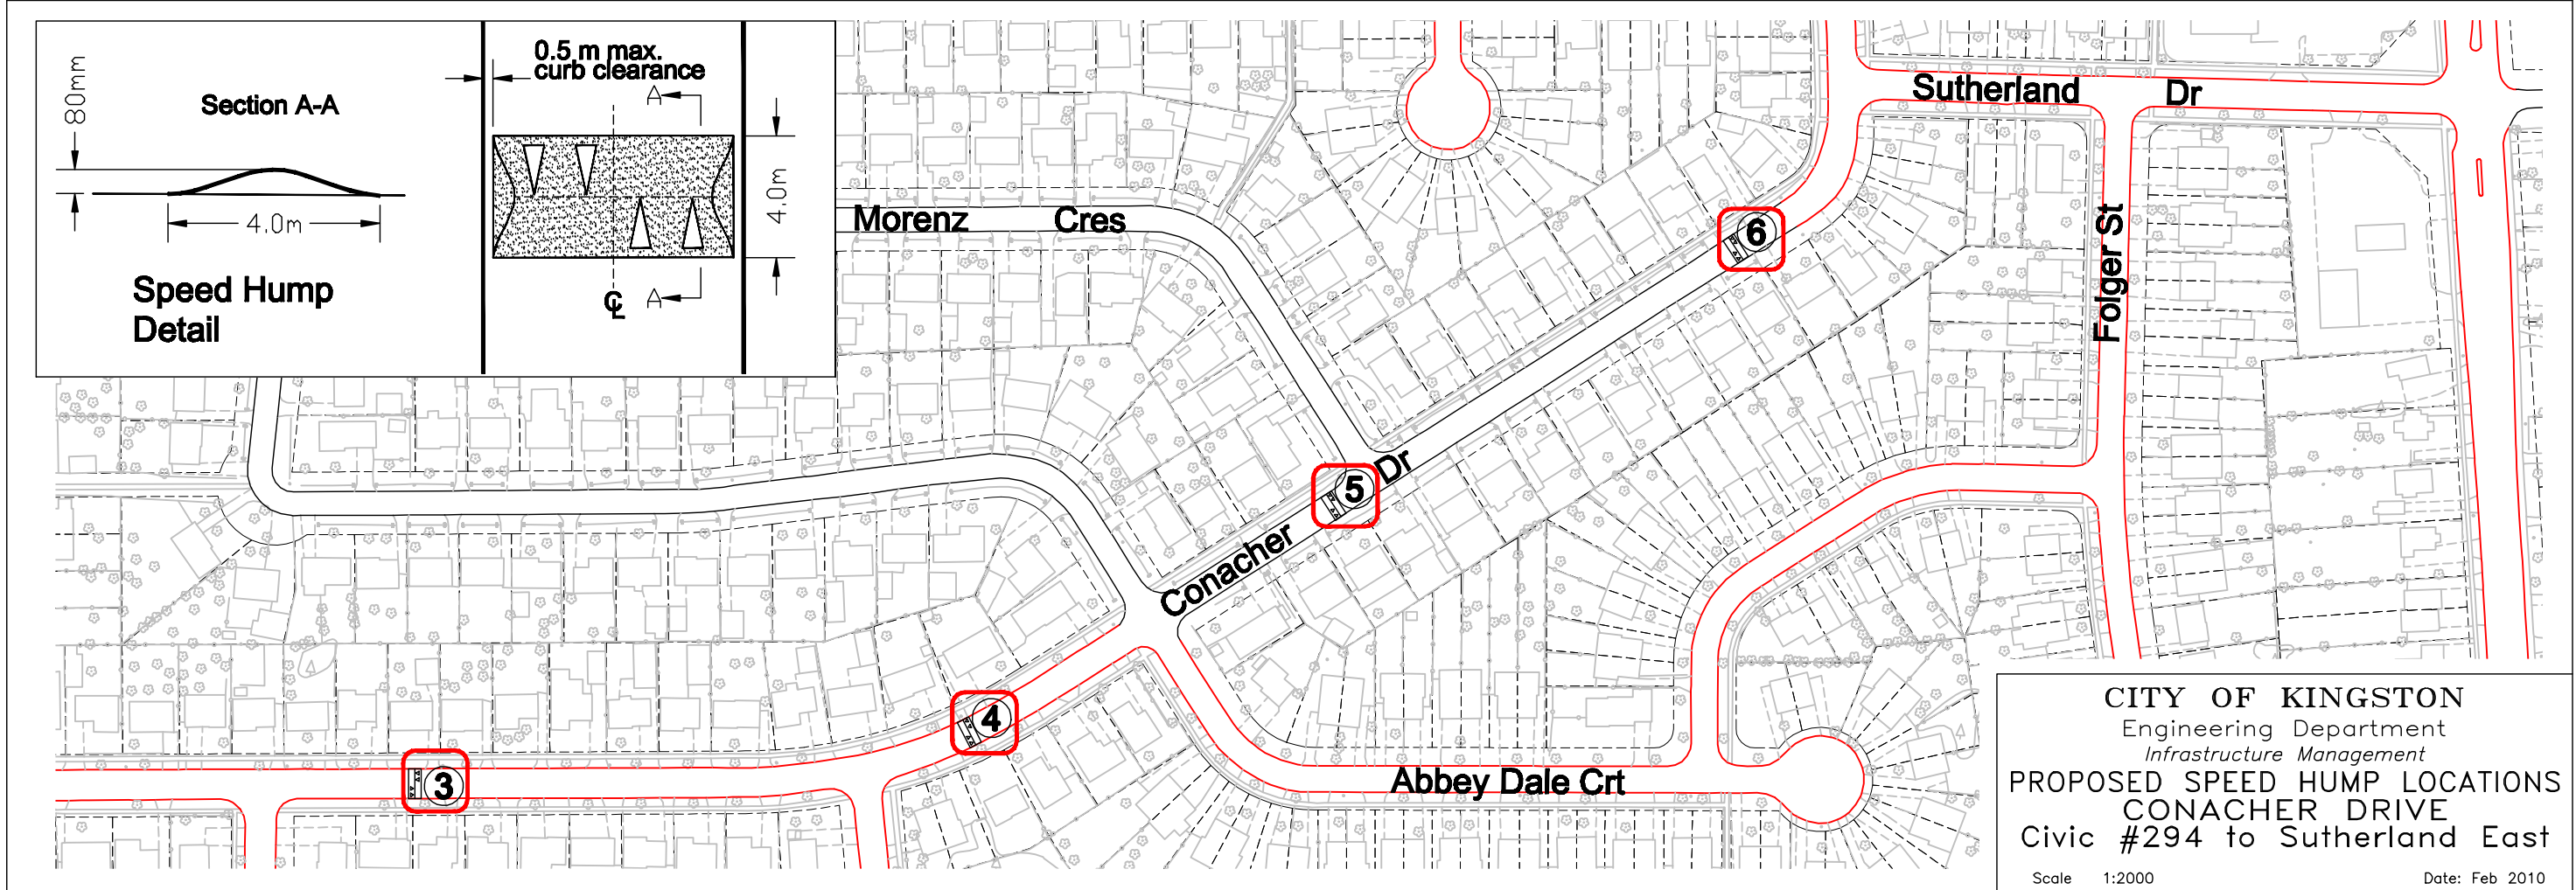 80mm
Section A-A
4.0m
Speed Hump
Detail
0.5 m max.
curb clearance
A
4.0m
℄ A
Morenz Cres
Sutherland Dr
Folger St
6
5
Dr
Conacher
4
3
Abbey Dale Crt
CITY OF KINGSTON
Engineering Department
Infrastructure Management
PROPOSED SPEED HUMP LOCATIONS
CONACHER DRIVE
Civic #294 to Sutherland East
Scale 1:2000 Date: Feb 2010